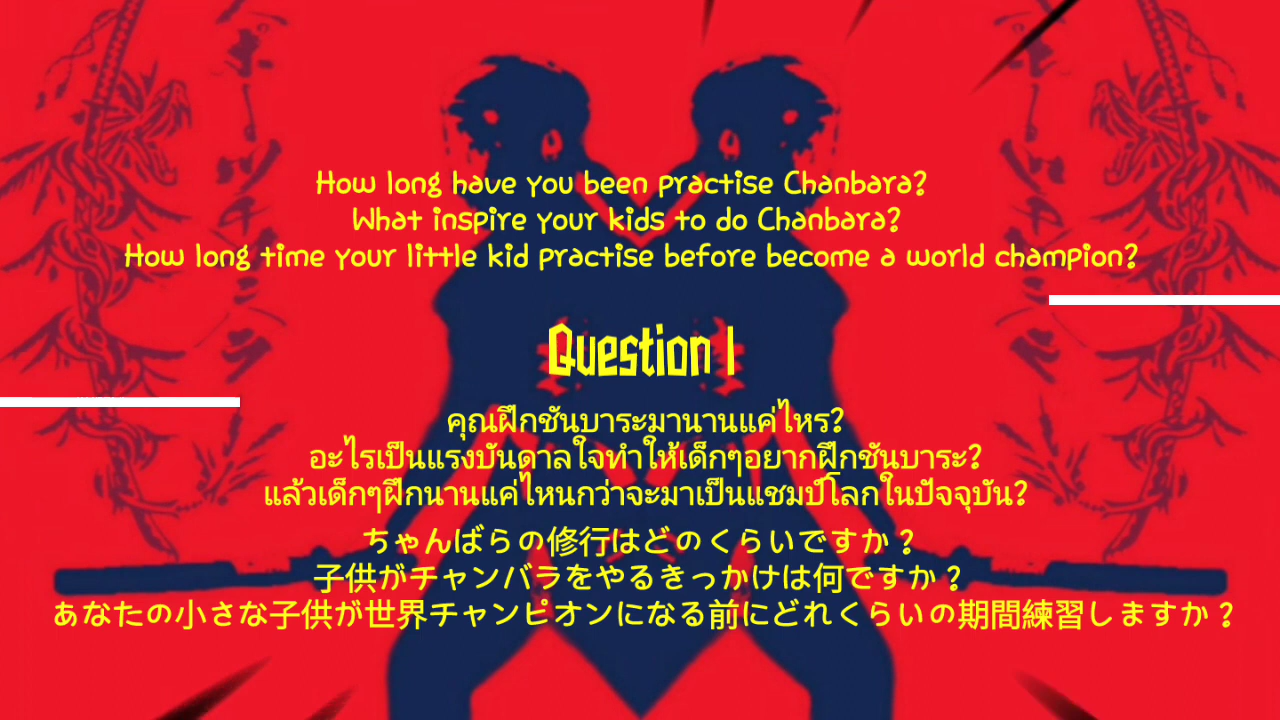 How long have you been practise Chanbara?
What inspire your kids to do Chanbara?
How long time your little kid practise before become a world champion?
Question 1
คุณฝึกชันบาระมานานแค่ไหร?
อะไรเป็นแรงบันดาลใจทำให้เด็กๆอยากฝึกชันบาระ?
แล้วเด็กๆฝึกนานแค่ไหนกว่าจะมาเป็นแชมป์โลกในปัจจุบัน?
ちゃんばらの修行はどのくらいですか？
子供がチャンバラをやるきっかけは何ですか？
あなたの小さな子供が世界チャンピオンになる前にどれくらいの期間練習しますか？